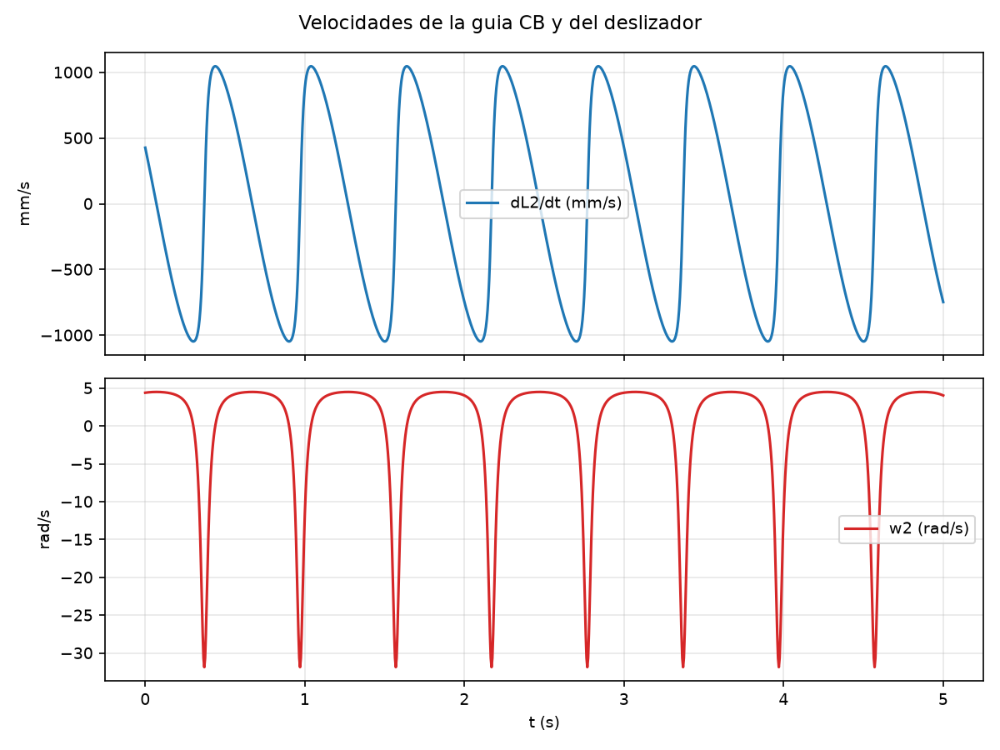 Velocidades de la guia CB y del deslizador
1000
500
0
−500
−1000
mm/s
dL2/dt (mm/s)
5
0
−5
−10
−15
−20
−25
−30
rad/s
w2 (rad/s)
0 1 2 3 4 5
t (s)